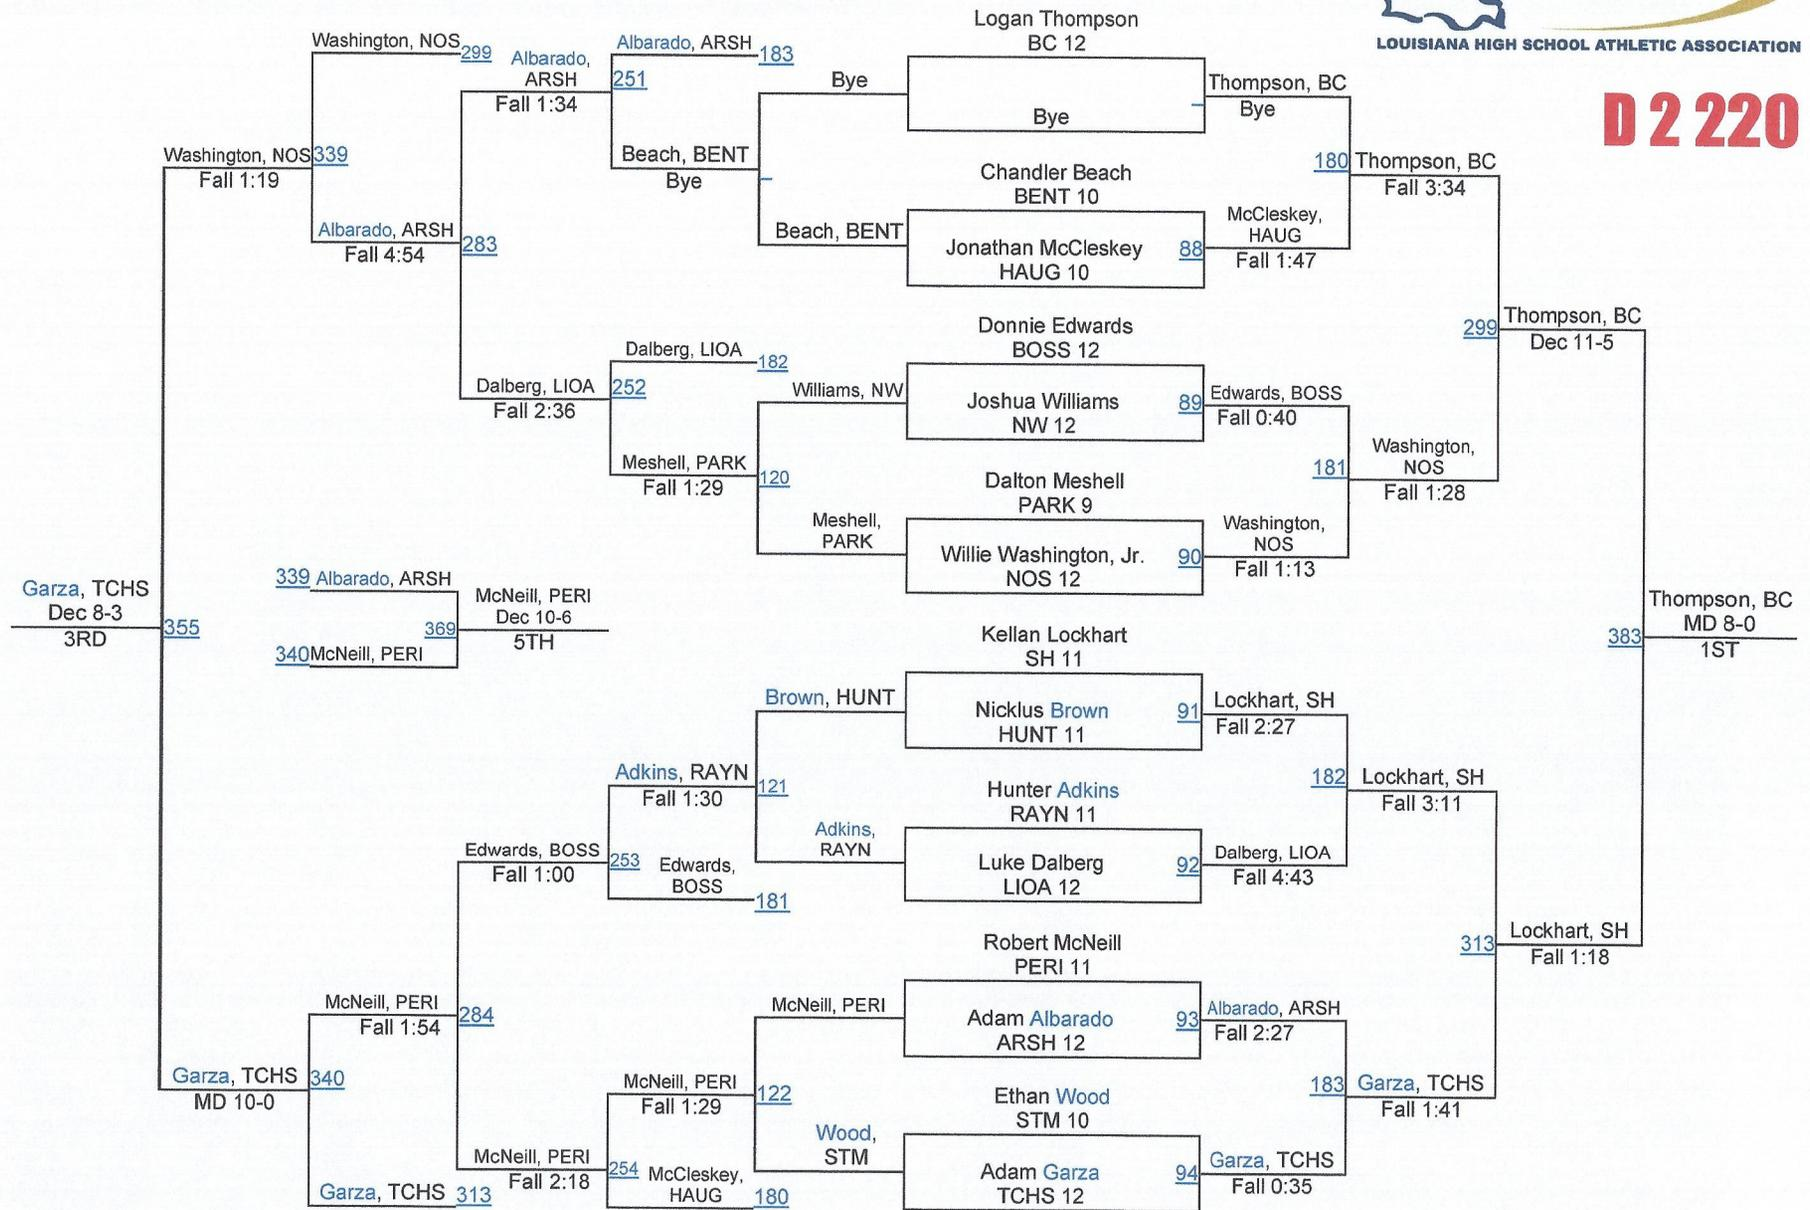 LOUISIANA HIGH SCHOOL ATHLETIC ASSOCIATION
D 2 220
Logan Thompson
BC 12
Bye
Chandler Beach
BENT 10
Jonathan McCleskey
HAUG 10
88
Donnie Edwards
BOSS 12
Joshua Williams
NW 12
89
Dalton Meshell
PARK 9
Willie Washington, Jr.
NOS 12
90
Kellan Lockhart
SH 11
Nicklus Brown
HUNT 11
91
Hunter Adkins
RAYN 11
Luke Dalberg
LIOA 12
92
Robert McNeill
PERI 11
Adam Albarado
ARSH 12
93
Ethan Wood
STM 10
Adam Garza
TCHS 12
94
Thompson, BC
Bye
McCleskey,
HAUG
Fall 1:47
Edwards, BOSS
Fall 0:40
Washington,
NOS
Fall 1:13
Lockhart, SH
Fall 2:27
Dalberg, LIOA
Fall 4:43
Albarado, ARSH
Fall 2:27
Garza, TCHS
Fall 0:35
180
Thompson, BC
Fall 3:34
181
Washington,
NOS
Fall 1:28
182
Lockhart, SH
Fall 3:11
183
Garza, TCHS
Fall 1:41
299
Thompson, BC
Dec 11-5
313
Lockhart, SH
Fall 1:18
383
Thompson, BC
MD 8-0
1ST
Bye
Beach, BENT
Williams, NW
Meshell,
PARK
Brown, HUNT
Adkins,
RAYN
McNeill, PERI
Wood,
STM
Albarado, ARSH
183
Beach, BENT
Bye
Dalberg, LIOA
182
Meshell, PARK
Fall 1:29
120
Adkins, RAYN
Fall 1:30
121
Edwards,
BOSS
181
McNeill, PERI
Fall 1:29
122
McCleskey,
HAUG
180
Albarado,
ARSH
Fall 1:34
251
Dalberg, LIOA
Fall 2:36
252
Edwards, BOSS
Fall 1:00
253
McNeill, PERI
Fall 2:18
254
Washington, NOS
299
Albarado, ARSH
Fall 4:54
283
McNeill, PERI
Fall 1:54
284
Garza, TCHS
313
Washington, NOS
Fall 1:19
339
Garza, TCHS
MD 10-0
340
Garza, TCHS
Dec 8-3
3RD
355
339 Albarado, ARSH
340 McNeill, PERI
369
McNeill, PERI
Dec 10-6
5TH